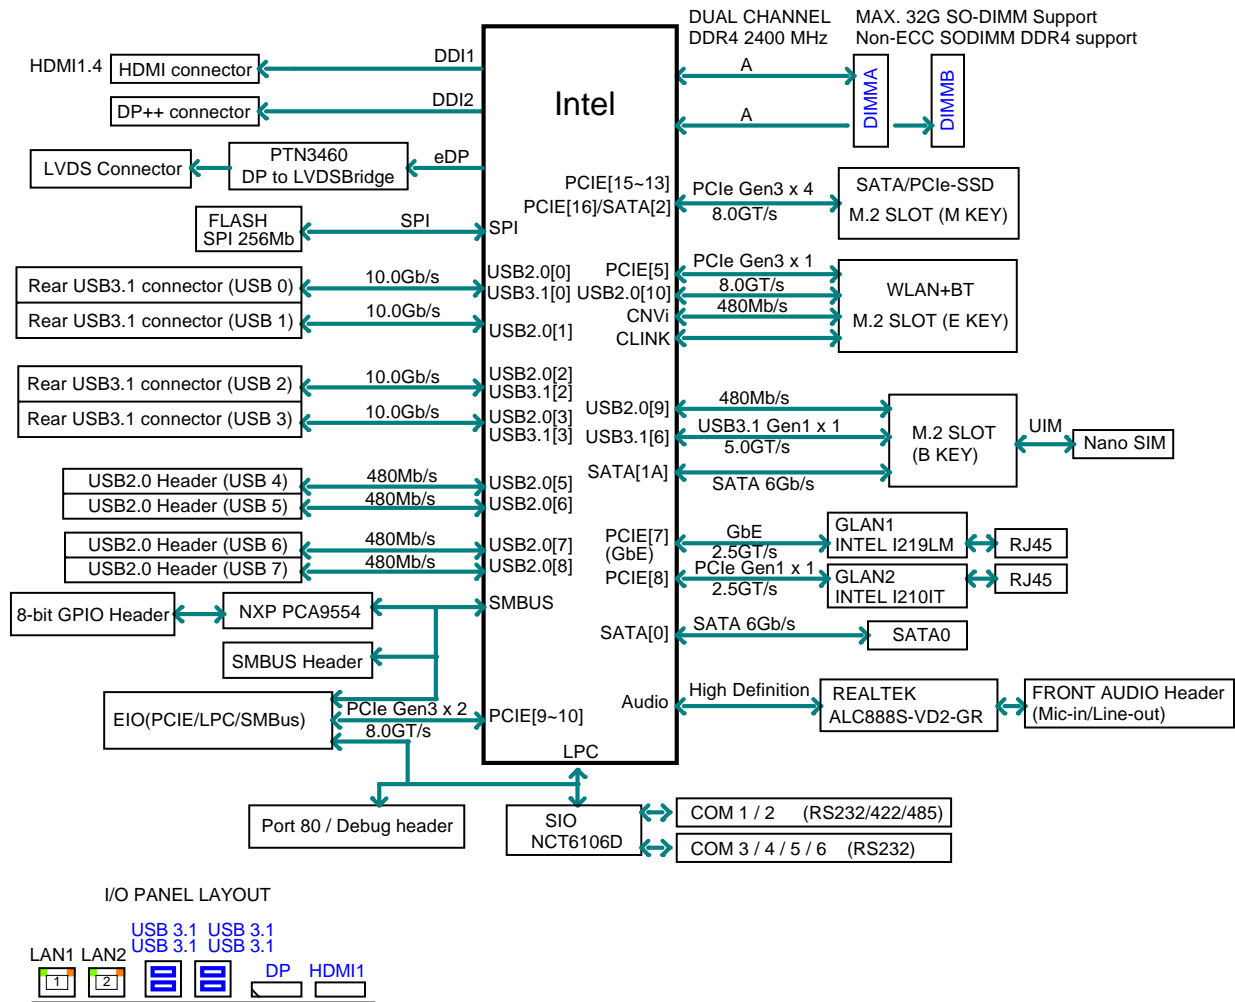 DUAL CHANNEL
DDR4 2400 MHz
MAX. 32G SO-DIMM Support
Non-ECC SODIMM DDR4 support
HDMI1.4
HDMI connector
DDI1
DP++ connector
DDI2
LVDS Connector
PTN3460
DP to LVDSBridge
eDP
FLASH
SPI 256Mb
SPI
SPI
Rear USB3.1 connector (USB 0)
10.0Gb/s
USB2.0[0]
USB3.1[0]
Rear USB3.1 connector (USB 1)
10.0Gb/s
USB2.0[1]
Rear USB3.1 connector (USB 2)
10.0Gb/s
USB2.0[2]
USB3.1[2]
Rear USB3.1 connector (USB 3)
10.0Gb/s
USB2.0[3]
USB3.1[3]
USB2.0 Header (USB 4)
480Mb/s
USB2.0[5]
USB2.0 Header (USB 5)
480Mb/s
USB2.0[6]
USB2.0 Header (USB 6)
480Mb/s
USB2.0[7]
USB2.0 Header (USB 7)
480Mb/s
USB2.0[8]
8-bit GPIO Header
NXP PCA9554
SMBUS
SMBUS Header
EIO(PCIE/LPC/SMBus)
PCIe Gen3 x 2
8.0GT/s
PCIE[9~10]
Intel
LPC
A
A
DIMMA
DIMMB
PCIE[15~13]
PCIE[16]/SATA[2]
PCIe Gen3 x 4
8.0GT/s
SATA/PCIe-SSD
M.2 SLOT (M KEY)
PCIE[5]
USB2.0[10]
CNVi
CLINK
PCIe Gen3 x 1
8.0GT/s
480Mb/s
WLAN+BT
M.2 SLOT (E KEY)
USB2.0[9]
480Mb/s
USB3.1[6]
USB3.1 Gen1 x 1
5.0GT/s
SATA[1A]
SATA 6Gb/s
M.2 SLOT
(B KEY)
UIM
Nano SIM
PCIE[7]
(GbE)
GbE
2.5GT/s
GLAN1
INTEL I219LM
RJ45
PCIE[8]
PCIe Gen1 x 1
2.5GT/s
GLAN2
INTEL I210IT
RJ45
SATA[0]
SATA 6Gb/s
SATA0
Audio
High Definition
REALTEK
ALC888S-VD2-GR
FRONT AUDIO Header
(Mic-in/Line-out)
Port 80 / Debug header
SIO
NCT6106D
COM 1 / 2 (RS232/422/485)
COM 3 / 4 / 5 / 6 (RS232)
I/O PANEL LAYOUT
USB 3.1 USB 3.1
USB 3.1 USB 3.1
LAN1 LAN2
DP
HDMI1
1
2